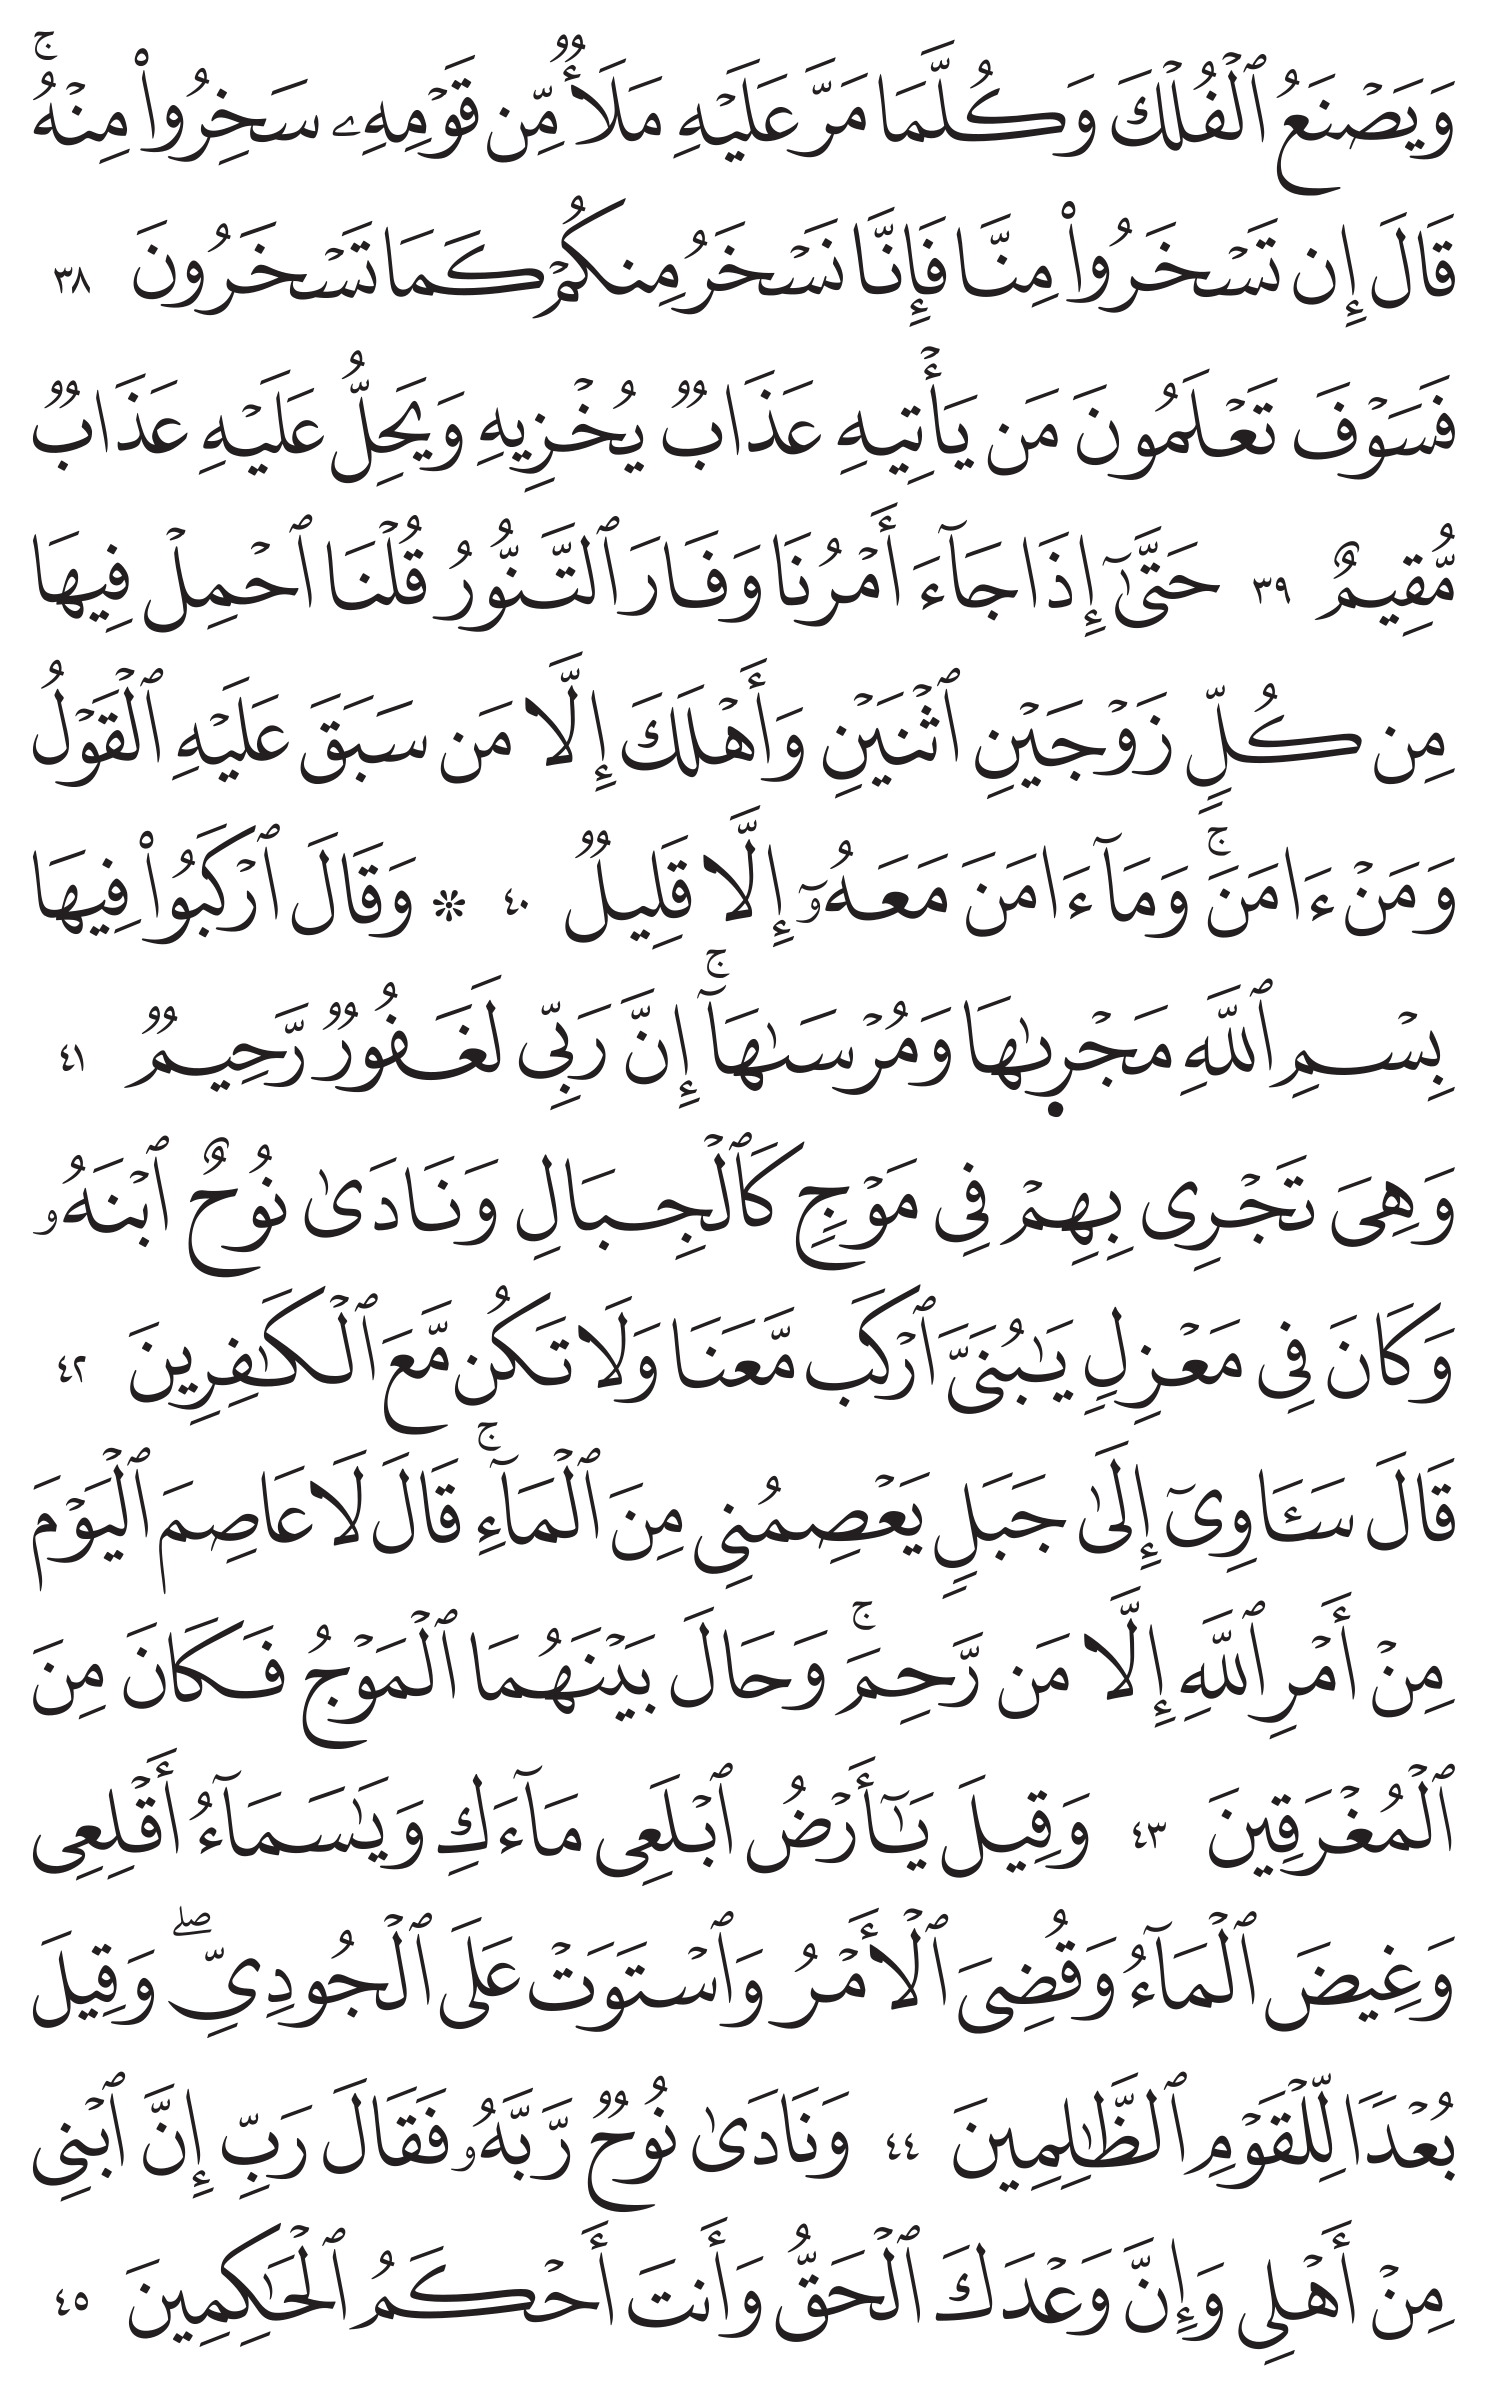 وَيَصۡنَعُ ٱلۡفُلۡكَ وَكُلَّمَا مَرَّ عَلَيۡهِ مَلَأٞ مِّن قَوۡمِهِۦ سَخِرُواْ مِنۡهُۚ
قَالَ إِن تَسۡخَرُواْ مِنَّا فَإِنَّا نَسۡخَرُ مِنكُمۡ كَمَا تَسۡخَرُونَ ٣٨
فَسَوۡفَ تَعۡلَمُونَ مَن يَأۡتِيهِ عَذَابٞ يُخۡزِيهِ وَيَحِلُّ عَلَيۡهِ عَذَابٞ
مُّقِيمٌ ٣٩ حَتَّىٰٓ إِذَا جَآءَ أَمۡرُنَا وَفَارَ ٱلتَّنُّورُ قُلۡنَا ٱحۡمِلۡ فِيهَا
مِن كُلّٖ زَوۡجَيۡنِ ٱثۡنَيۡنِ وَأَهۡلَكَ إِلَّا مَن سَبَقَ عَلَيۡهِ ٱلۡقَوۡلُ
وَمَنۡ ءَامَنَۚ وَمَآ ءَامَنَ مَعَهُۥٓ إِلَّا قَلِيلٞ ٤٠ ۞ وَقَالَ ٱرۡكَبُواْ فِيهَا
بِسۡمِ ٱللَّهِ مَجۡرٜىٰهَا وَمُرۡسَىٰهَآۚ إِنَّ رَبِّي لَغَفُورٞ رَّحِيمٞ ٤١
وَهِيَ تَجۡرِي بِهِمۡ فِي مَوۡجٖ كَٱلۡجِبَالِ وَنَادَىٰ نُوحٌ ٱبۡنَهُۥ
وَكَانَ فِي مَعۡزِلٖ يَٰبُنَيَّ ٱرۡكَب مَّعَنَا وَلَا تَكُن مَّعَ ٱلۡكَٰفِرِينَ ٤٢
قَالَ سَـَٔاوِيٓ إِلَىٰ جَبَلٖ يَعۡصِمُنِي مِنَ ٱلۡمَآءِۚ قَالَ لَا عَاصِمَ ٱلۡيَوۡمَ
مِنۡ أَمۡرِ ٱللَّهِ إِلَّا مَن رَّحِمَۚ وَحَالَ بَيۡنَهُمَا ٱلۡمَوۡجُ فَكَانَ مِنَ
ٱلۡمُغۡرَقِينَ ٤٣ وَقِيلَ يَٰٓأَرۡضُ ٱبۡلَعِي مَآءَكِ وَيَٰسَمَآءُ أَقۡلِعِي
وَغِيضَ ٱلۡمَآءُ وَقُضِيَ ٱلۡأَمۡرُ وَٱسۡتَوَتۡ عَلَى ٱلۡجُودِيِّۖ وَقِيلَ
بُعۡدٗا لِّلۡقَوۡمِ ٱلظَّٰلِمِينَ ٤٤ وَنَادَىٰ نُوحٞ رَّبَّهُۥ فَقَالَ رَبِّ إِنَّ ٱبۡنِي
مِنۡ أَهۡلِي وَإِنَّ وَعۡدَكَ ٱلۡحَقُّ وَأَنتَ أَحۡكَمُ ٱلۡحَٰكِمِينَ ٤٥